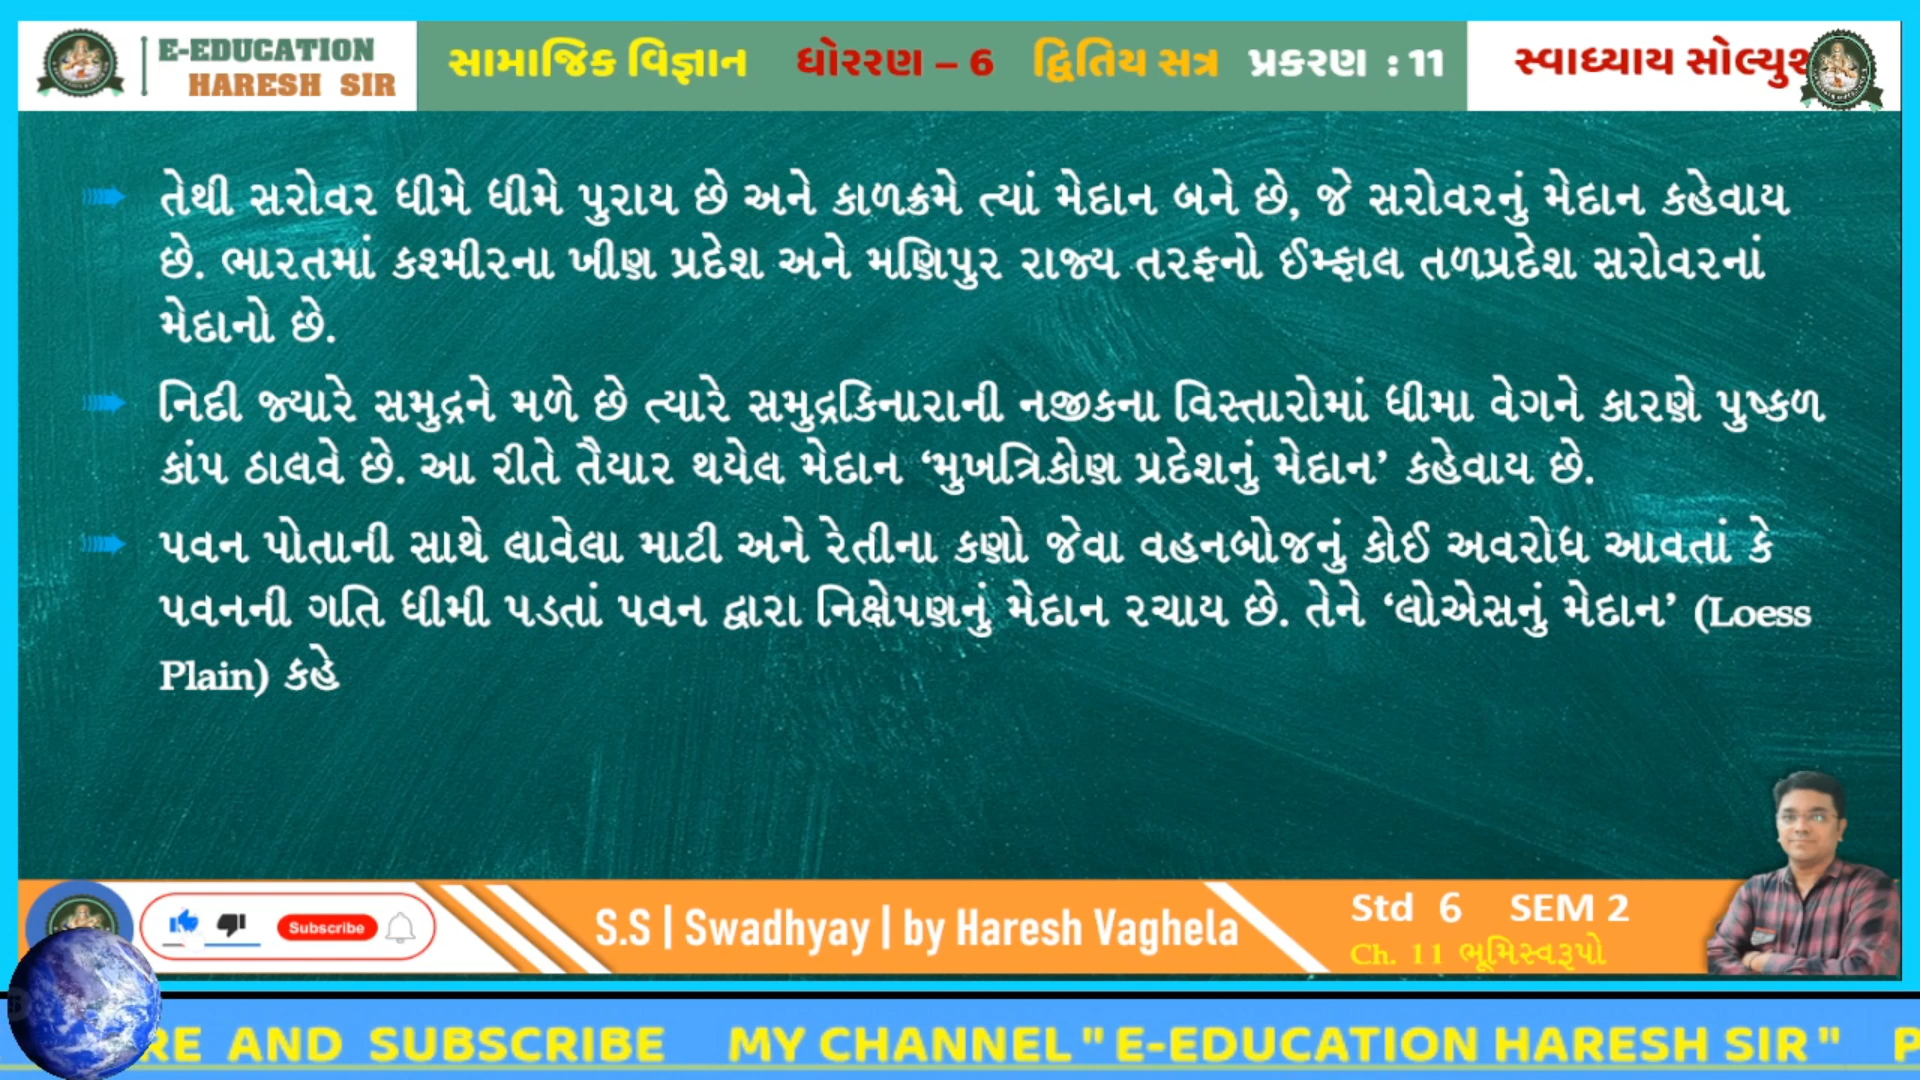 E-EDUCATION
HARESH SIR
સામાજિક વિજ્ઞાન ધોરરણ – 6 દ્વિતિય સત્ર પ્રકરણ : 11
સ્વાધ્યાય
તેથી સરોવર ધીમે ધીમે પુરાય છે અને કાળક્રમે ત્યાં મેદાન બને છે, જે સરોવરનું મેદાન કહેવાય
છે. ભારતમાં કશ્મીરના ખીણ પ્રદેશ અને મણિપુર રાજ્ય તરફનો ઈમ્ફાલ તળપ્રદેશ સરોવરનાં
મેદાનો છે.
નિદી જ્યારે સમુદ્રને મળે છે ત્યારે સમુદ્રકિનારાની નજીકના વિસ્તારોમાં ધીમા વેગને કારણે પુષ્કળ
કાંપ ઠાલવે છે. આ રીતે તૈયાર થયેલ મેદાન ‘મુખત્રિકોણ પ્રદેશનું મેદાન’ કહેવાય છે.
પવન પોતાની સાથે લાવેલા માટી અને રેતીના કણો જેવા વહનબોજનું કોઈ અવરોધ આવતાં કે
પવનની ગતિ ધીમી પડતાં પવન દ્વારા નિક્ષેપણનું મેદાન રચાય છે. તેને ‘લોએસનું મેદાન’ (Loess
Plain) કહે
Subscribe
S.S | Swadhyay | by Haresh Vaghela
Std 6 SEM 2
Ch. 11 ભૂમિસ્વરૂપો
RE AND SUBSCRIBE MY CHANNEL " E-EDUCATION HARESH SIR " P